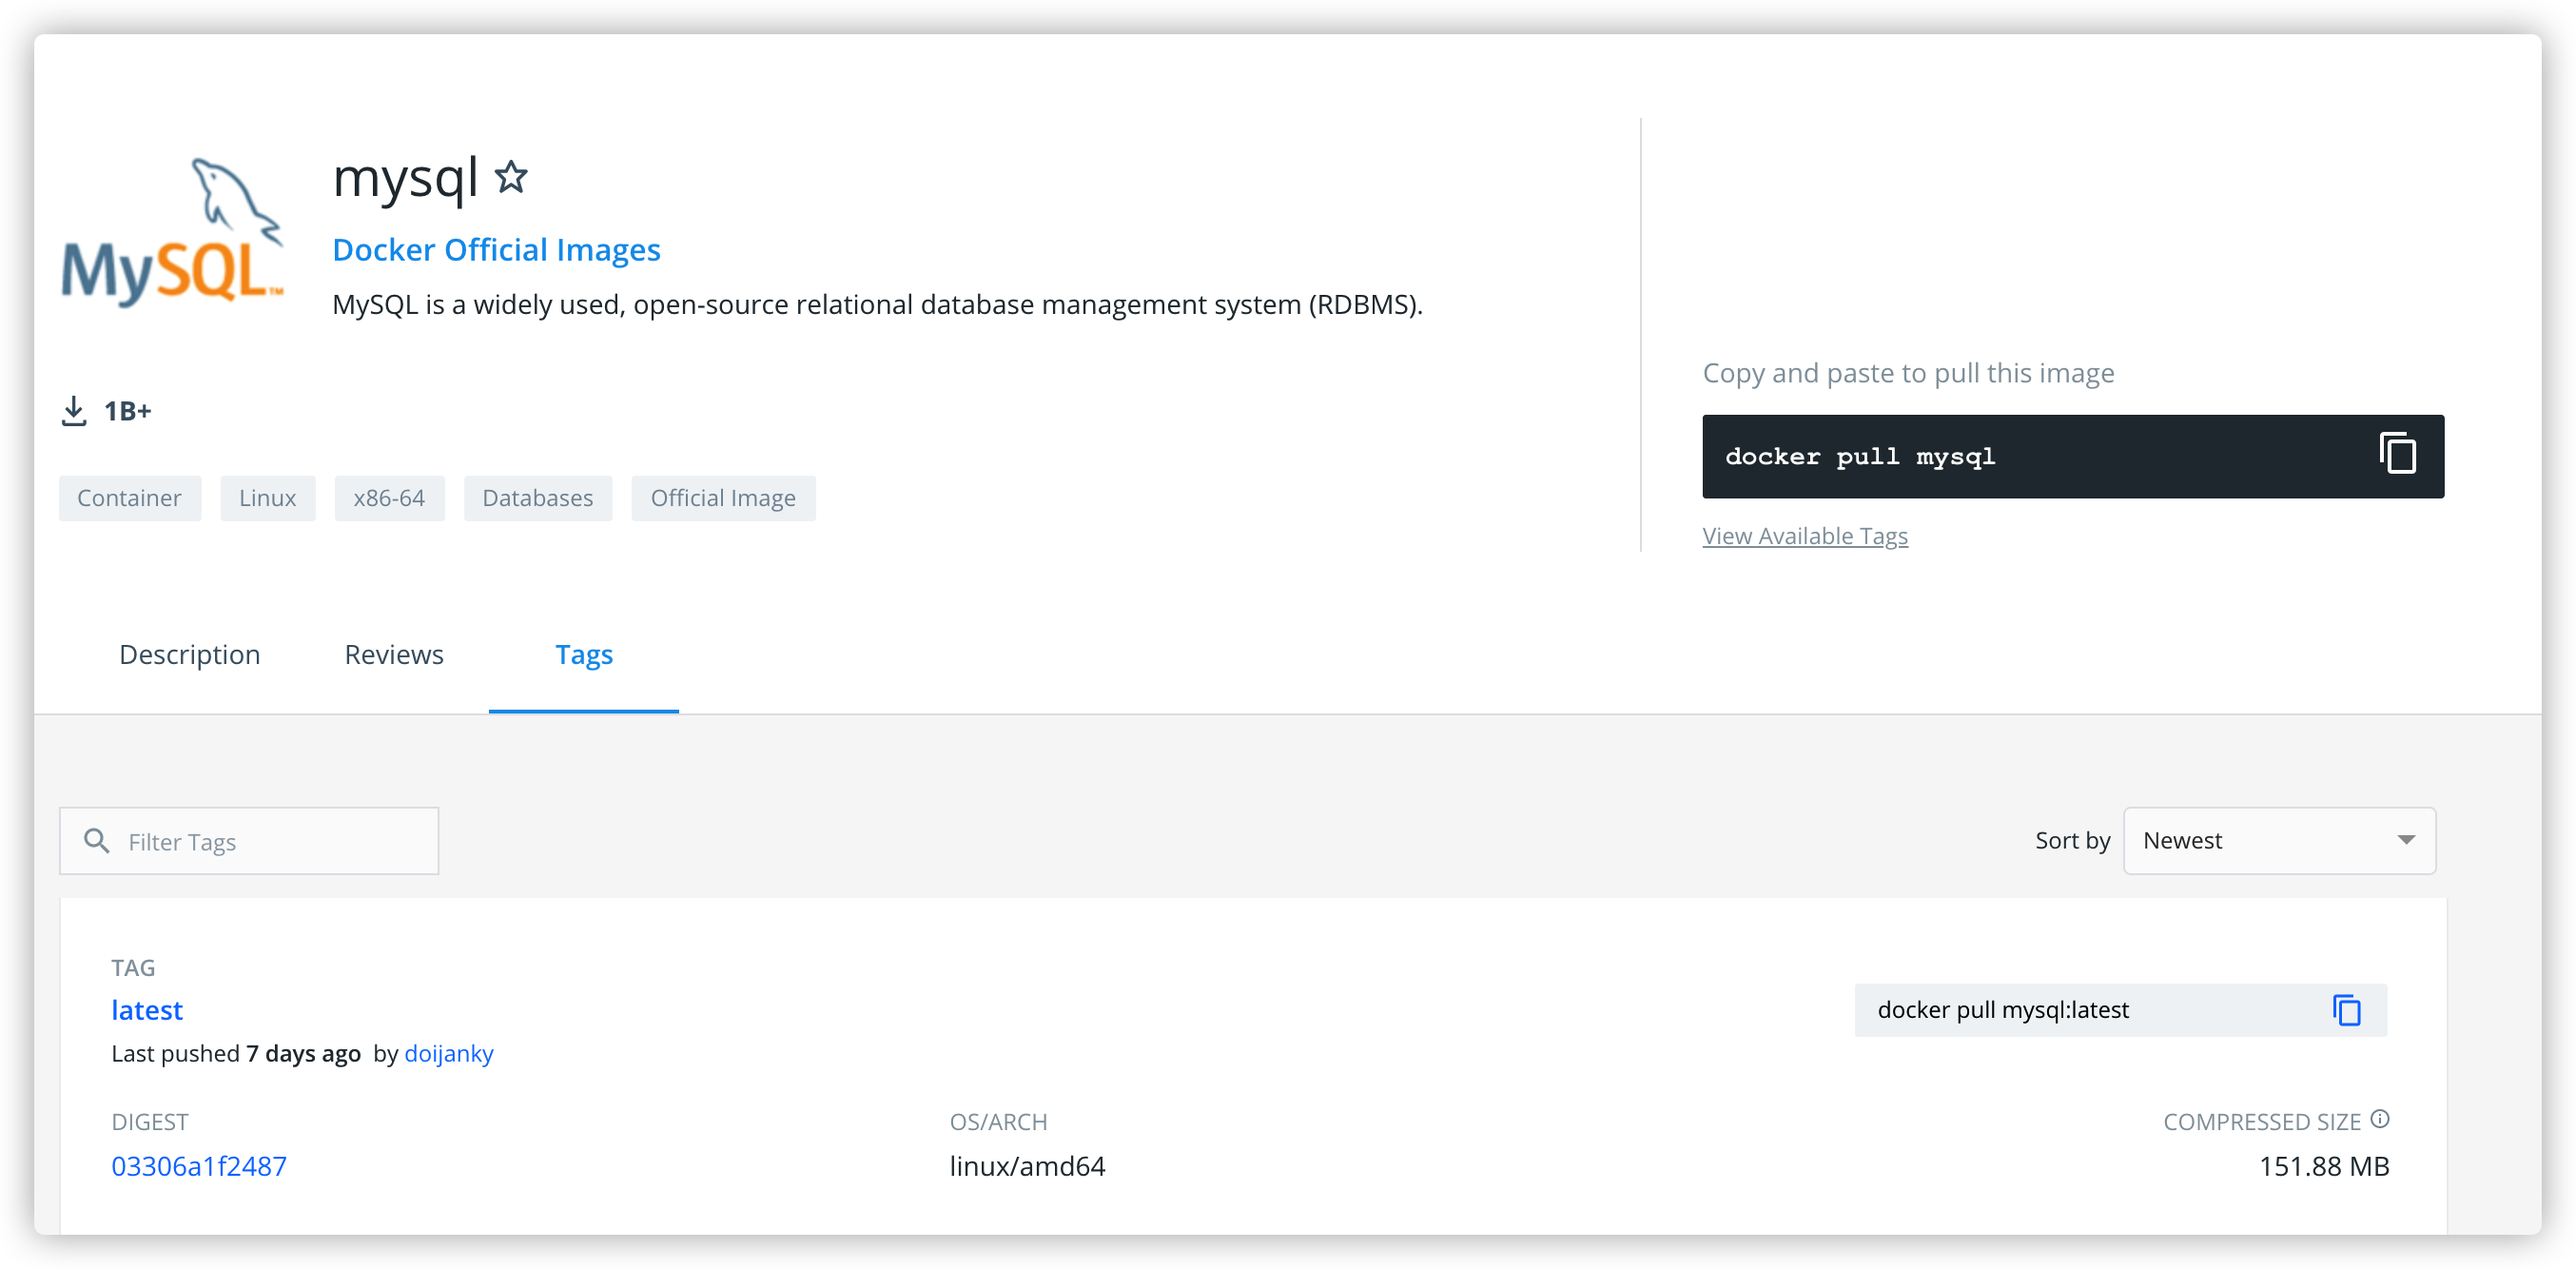 MySQL™
mysql
Docker Official Images
MySQL is a widely used, open-source relational database management system (RDBMS).
1B+
Container Linux x86-64 Databases Official Image
Copy and paste to pull this image
docker pull mysql
View Available Tags
Description Reviews Tags
Filter Tags
Sort by Newest
TAG
latest
Last pushed 7 days ago by doijanky
docker pull mysql:latest
DIGEST OS/ARCH COMPRESSED SIZE
03306a1f2487 linux/amd64 151.88 MB